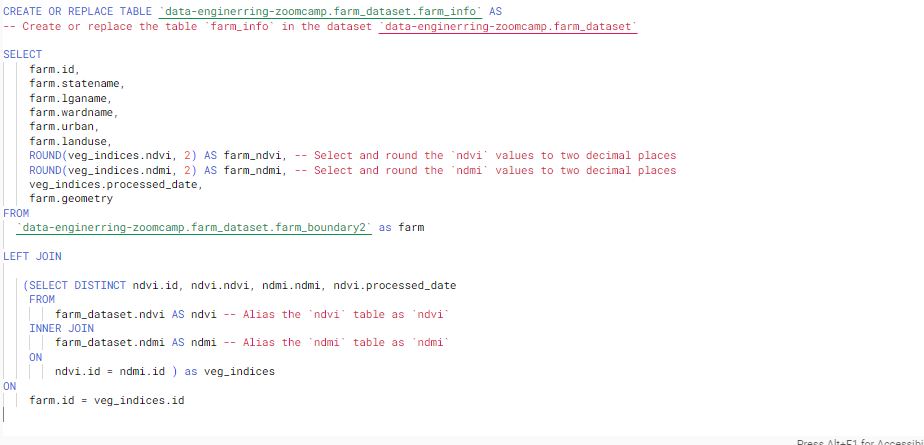 CREATE OR REPLACE TABLE `data-enginerring-zoomcamp.farm_dataset.farm_info` AS
-- Create or replace the table `farm_info` in the dataset `data-enginerring-zoomcamp.farm_dataset`
SELECT
farm.id,
farm.statename,
farm.lganame,
farm.wardname,
farm.urban,
farm.landuse,
ROUND(veg_indices.ndvi, 2) AS farm_ndvi, -- Select and round the `ndvi` values to two decimal places
ROUND(veg_indices.ndmi, 2) AS farm_ndmi, -- Select and round the `ndmi` values to two decimal places
veg_indices.processed_date,
farm.geometry
FROM
`data-enginerring-zoomcamp.farm_dataset.farm_boundary2` as farm
LEFT JOIN
(SELECT DISTINCT ndvi.id, ndvi.ndvi, ndmi.ndmi, ndvi.processed_date
FROM
farm_dataset.ndvi AS ndvi -- Alias the `ndvi` table as `ndvi`
INNER JOIN
farm_dataset.ndmi AS ndmi -- Alias the `ndmi` table as `ndmi`
ON
ndvi.id = ndmi.id ) as veg_indices
ON
farm.id = veg_indices.id
Press Alt+F1 for